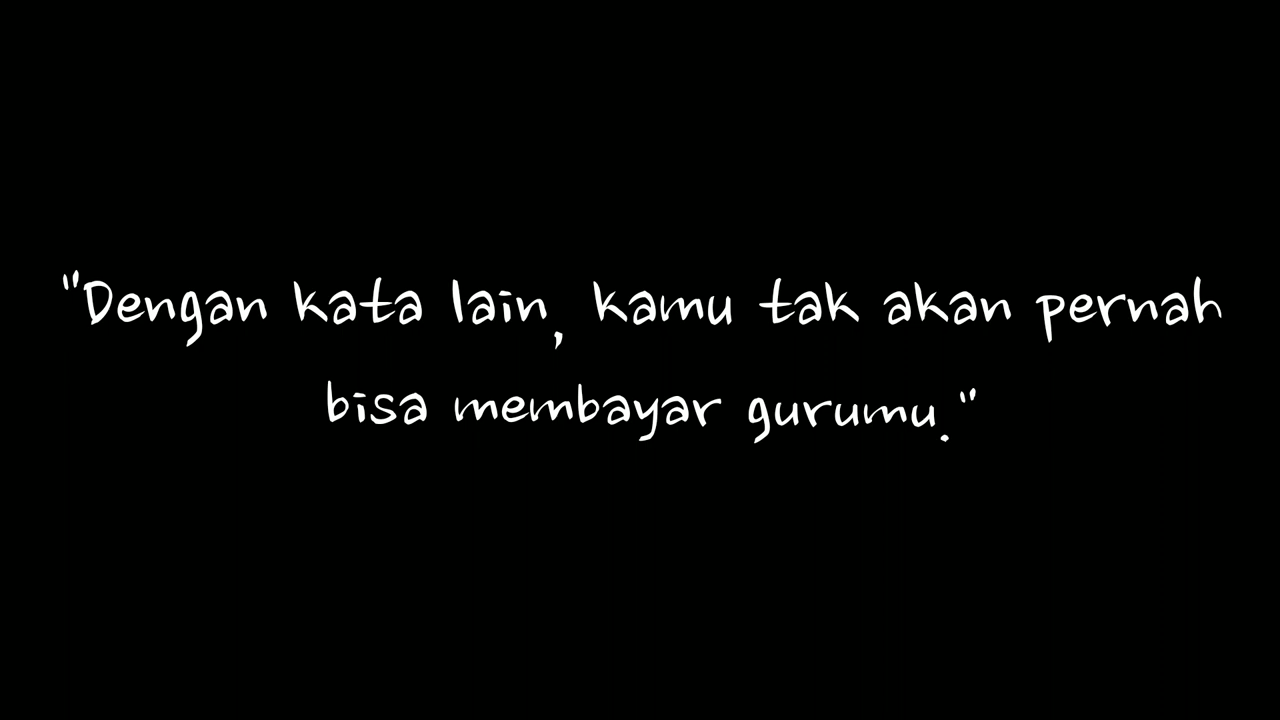 "Dengan kata lain, kamu tak akan pernah
bisa membayar gurumu."